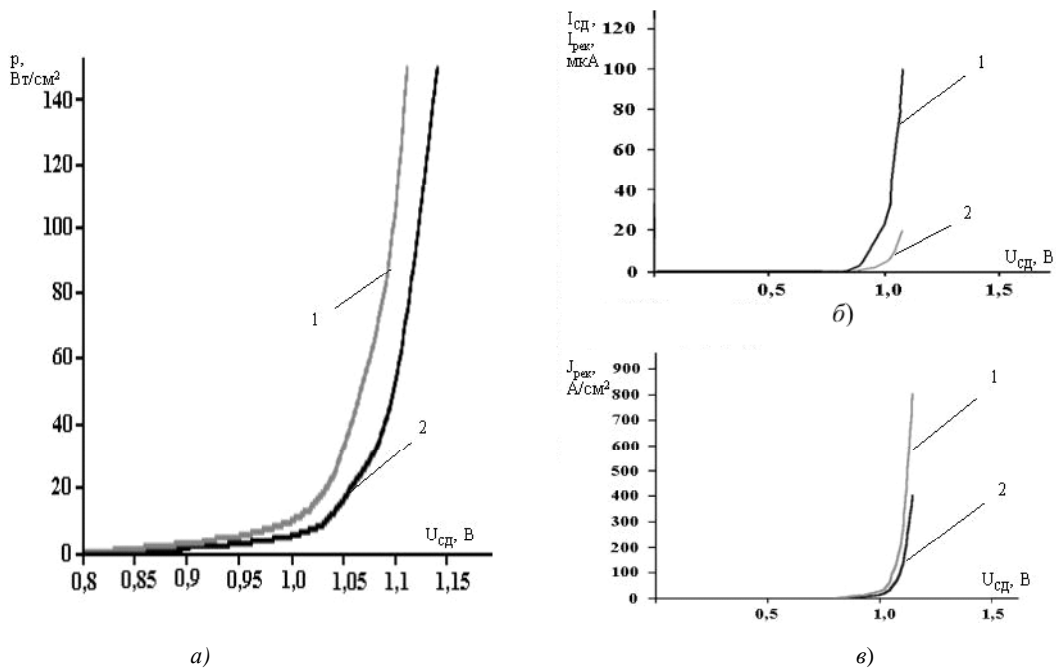 р,
Вт/см²
140
120
100
80
60
40
20
0
0,8 0,85 0,9 0,95 1,0 1,05 1,1 1,15
U_СД, В
1
2
а)
I_СД,
I_рек,
мкА
120
100
80
60
40
20
0
0,5 1,0 1,5
U_СД, В
1
2
б)
J_рек,
А/см²
900
800
700
600
500
400
300
200
100
0
0,5 1,0 1,5
U_СД, В
1
2
в)